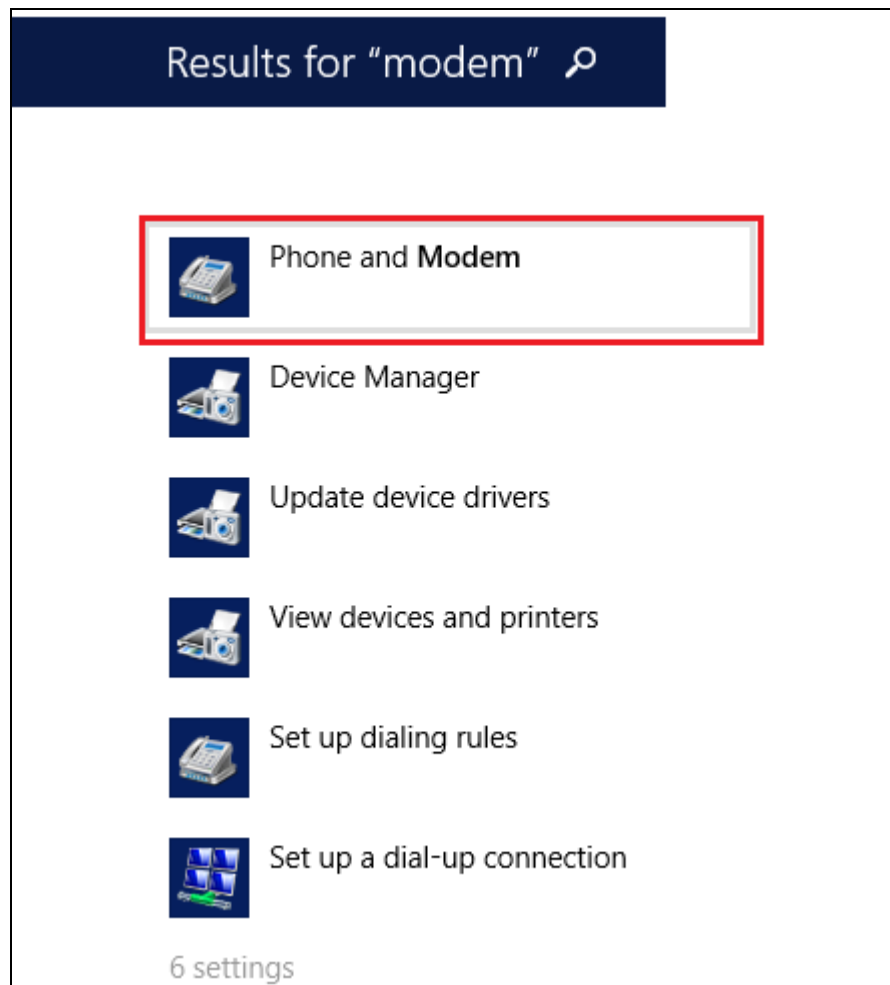 Results for “modem”
Phone and Modem
Device Manager
Update device drivers
View devices and printers
Set up dialing rules
Set up a dial-up connection
6 settings